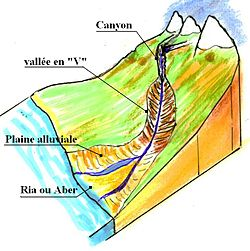 Canyon
vallée en "V"
Plaine alluviale
Ria ou Aber